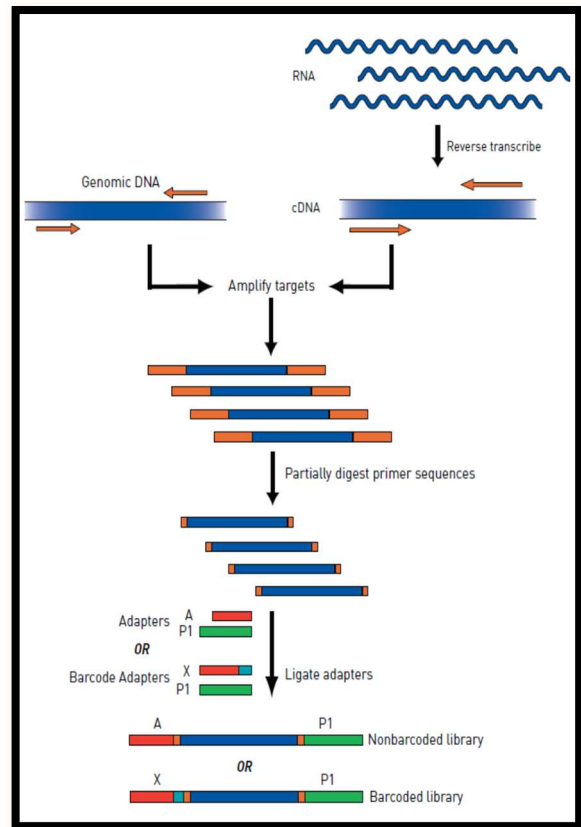 RNA
Reverse transcribe
Genomic DNA
cDNA
Amplify targets
Partially digest primer sequences
Adapters
A
P1
OR
Barcode Adapters
X
P1
Ligate adapters
A
P1
Nonbarcoded library
OR
X
P1
Barcoded library